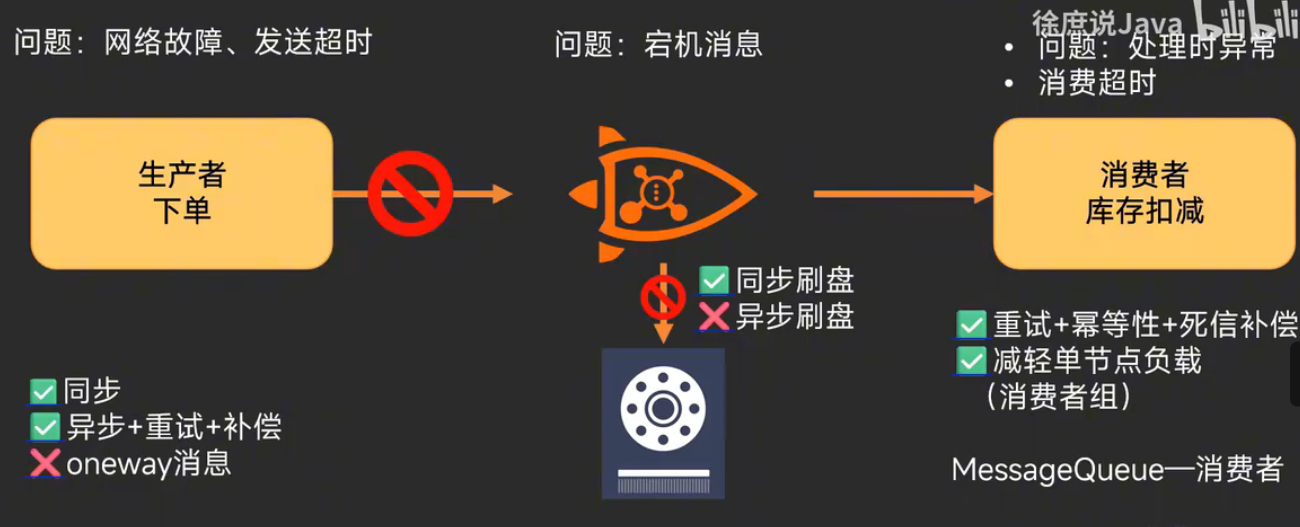 徐庶说Java bilibili
问题：网络故障、发送超时
问题：宕机消息
• 问题：处理时异常
• 消费超时
生产者
下单
消费者
库存扣减
✅同步刷盘
❌异步刷盘
✅同步
✅异步+重试+补偿
❌oneway消息
✅重试+幂等性+死信补偿
✅减轻单节点负载
（消费者组）
MessageQueue—消费者